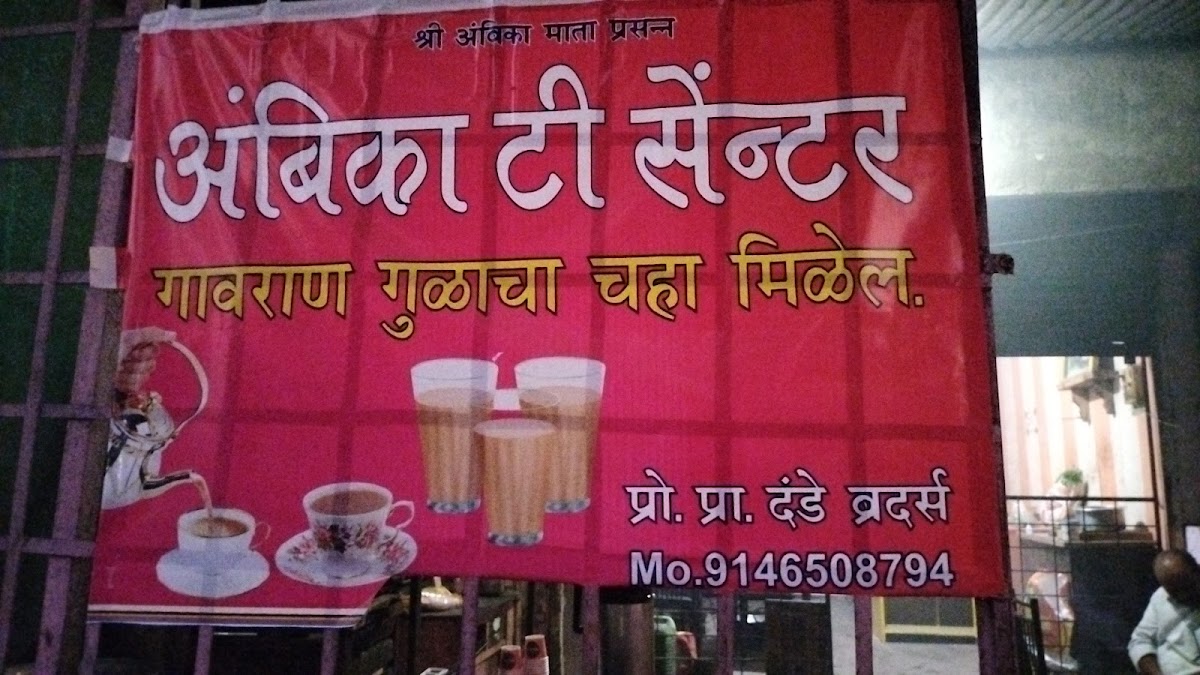 श्री अंबिका माता प्रसन्न
अंबिका टी सेंन्टर
गावराण गुळाचा चहा मिळेल.
प्रो. प्रा. दंडे ब्रदर्स
Mo.9146508794